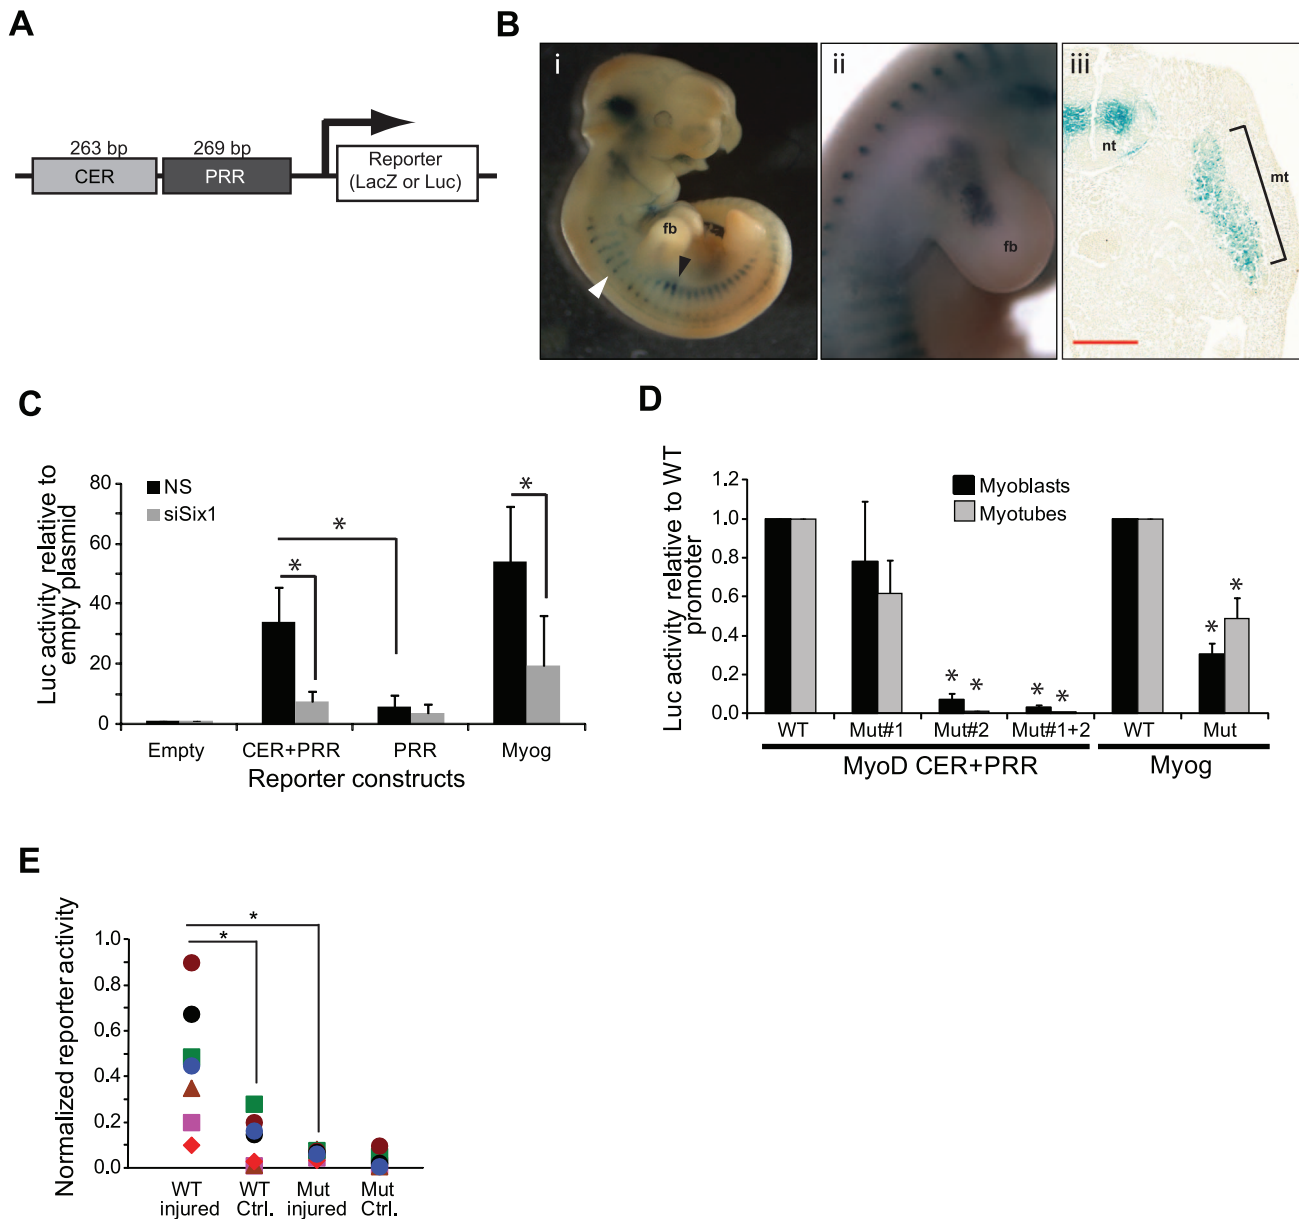 A
263 bp
269 bp
CER
PRR
Reporter
(LacZ or Luc)
B
i
fb
ii
fb
iii
nt
mt
C
Luc activity relative to
empty plasmid
80
60
40
20
0
NS
siSix1
*
*
*
Empty
CER+PRR
PRR
Myog
Reporter constructs
D
Luc activity relative to WT
promoter
1.2
1.0
0.8
0.6
0.4
0.2
0.0
Myoblasts
Myotubes
* * * * * *
WT
Mut#1
Mut#2
Mut#1+2
WT
Mut
MyoD CER+PRR
Myog
E
Normalized reporter activity
1.0
0.8
0.6
0.4
0.2
0.0
*
*
WT
injured
WT
Ctrl.
Mut
injured
Mut
Ctrl.